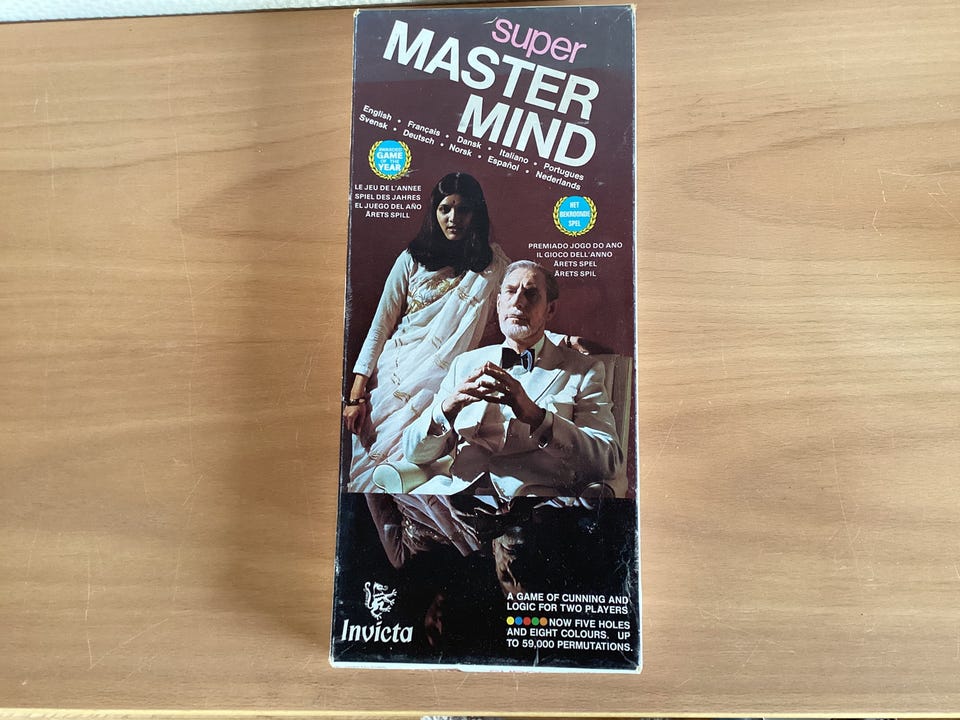 super
MASTER
MIND
English • Français • Dansk • Italiano • Portugues
Svensk • Deutsch • Norsk • Español • Nederlands
AWARDED
GAME
OF THE
YEAR
LE JEU DE L'ANNEE
SPIEL DES JAHRES
EL JUEGO DEL AÑO
ÅRETS SPILL
HET
BEKROONDE
SPEL
PREMIADO JOGO DO ANO
IL GIOCO DELL'ANNO
ÅRETS SPEL
ÅRETS SPIL
Invicta
A GAME OF CUNNING AND
LOGIC FOR TWO PLAYERS
NOW FIVE HOLES
AND EIGHT COLOURS. UP
TO 59,000 PERMUTATIONS.